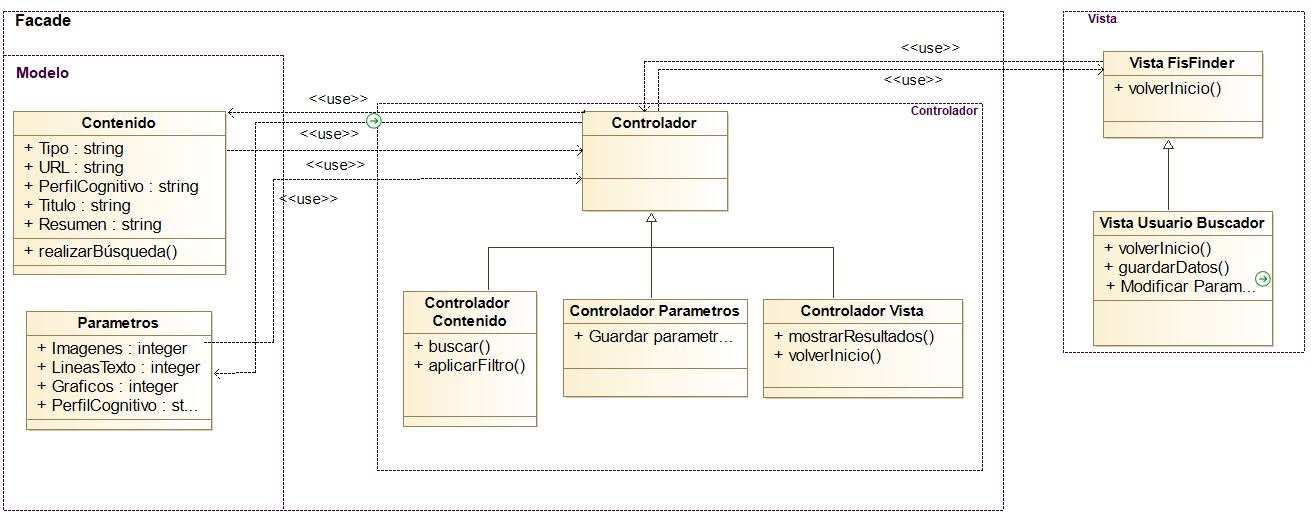 Facade
Modelo
Contenido
+ Tipo : string
+ URL : string
+ PerfilCognitivo : string
+ Titulo : string
+ Resumen : string
+ realizarBúsqueda()
Parametros
+ Imagenes : integer
+ LineasTexto : integer
+ Graficos : integer
+ PerfilCognitivo : st...
<<use>>
<<use>>
<<use>>
<<use>>
Controlador
Controlador
Controlador
Contenido
+ buscar()
+ aplicarFiltro()
Controlador Parametros
+ Guardar parametr...
Controlador Vista
+ mostrarResultados()
+ volverInicio()
<<use>>
<<use>>
Vista
Vista FisFinder
+ volverInicio()
Vista Usuario Buscador
+ volverInicio()
+ guardarDatos()
+ Modificar Param...